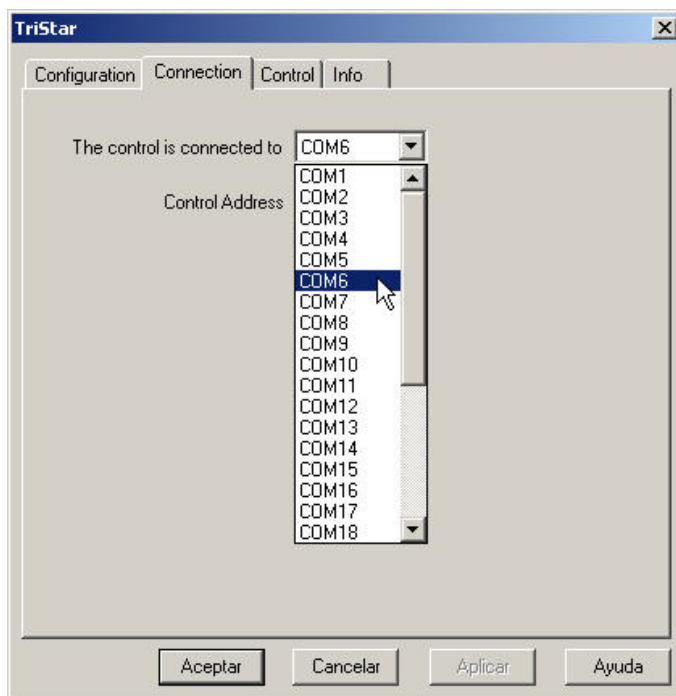 TriStar
Configuration Connection Control Info
The control is connected to COM6
Control Address
COM1
COM2
COM3
COM4
COM5
COM6
COM7
COM8
COM9
COM10
COM11
COM12
COM13
COM14
COM15
COM16
COM17
COM18
Aceptar Cancelar Aplicar Ayuda